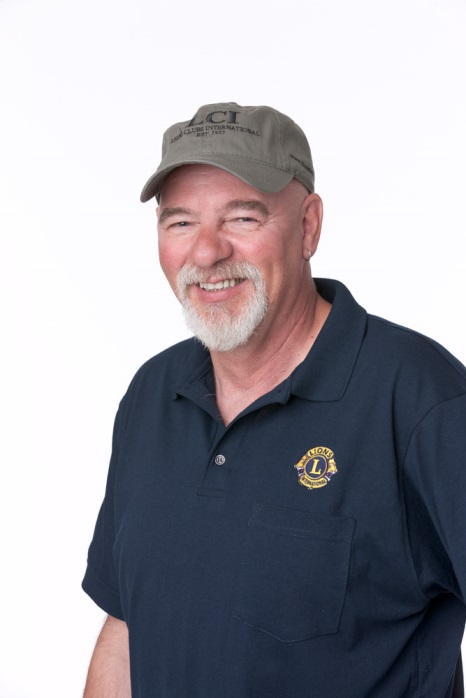 LCI
LIONS CLUBS INTERNATIONAL
EST 1917
LIONS
L
INTERNATIONAL